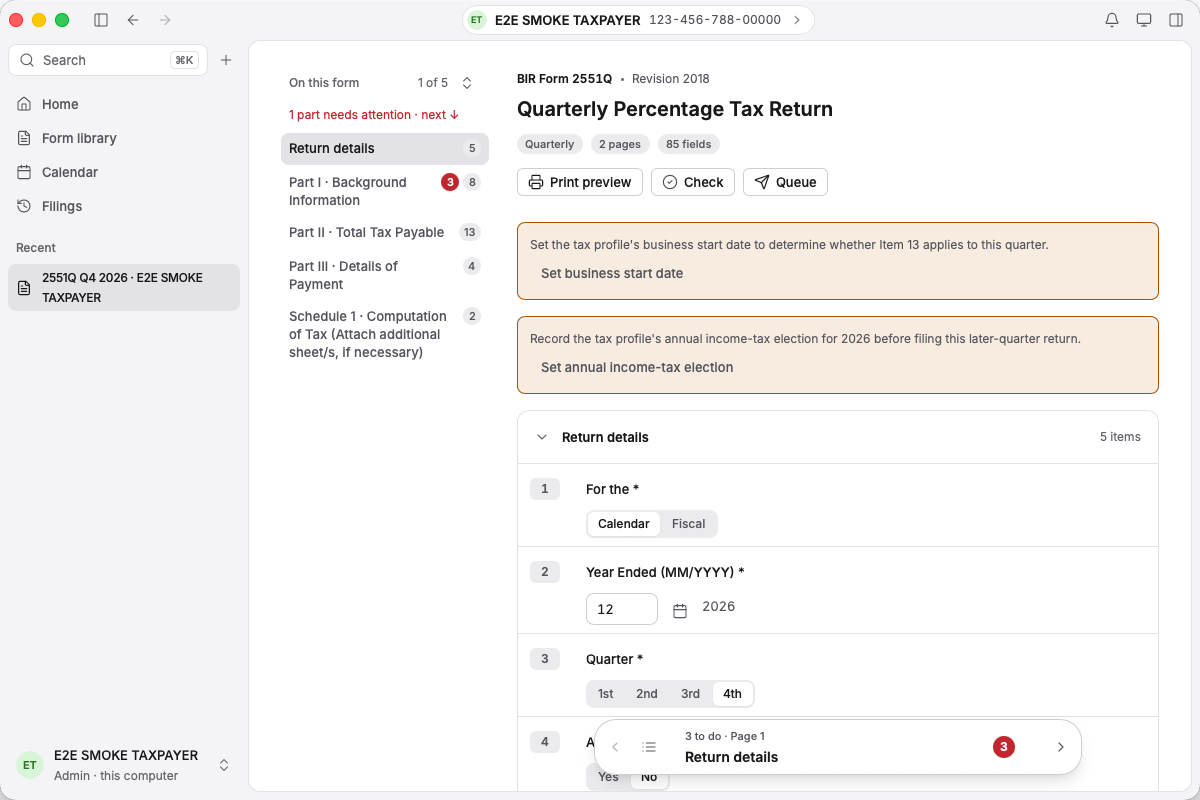 ET E2E SMOKE TAXPAYER 123-456-788-00000
Search ⌘K
Home
Form library
Calendar
Filings
Recent
2551Q Q4 2026 · E2E SMOKE
TAXPAYER
ET
E2E SMOKE TAXPAYER
Admin · this computer
On this form 1 of 5
1 part needs attention · next ↓
Return details 5
Part I · Background 3 8
Information
Part II · Total Tax Payable 13
Part III · Details of 4
Payment
Schedule 1 · Computation 2
of Tax (Attach additional
sheet/s, if necessary)
BIR Form 2551Q • Revision 2018
Quarterly Percentage Tax Return
Quarterly 2 pages 85 fields
Print preview Check Queue
Set the tax profile's business start date to determine whether Item 13 applies to this quarter.
Set business start date
Record the tax profile's annual income-tax election for 2026 before filing this later-quarter return.
Set annual income-tax election
Return details 5 items
1 For the *
Calendar Fiscal
2 Year Ended (MM/YYYY) *
12 2026
3 Quarter *
1st 2nd 3rd 4th
4 A
Yes No
3 to do · Page 1
Return details
3